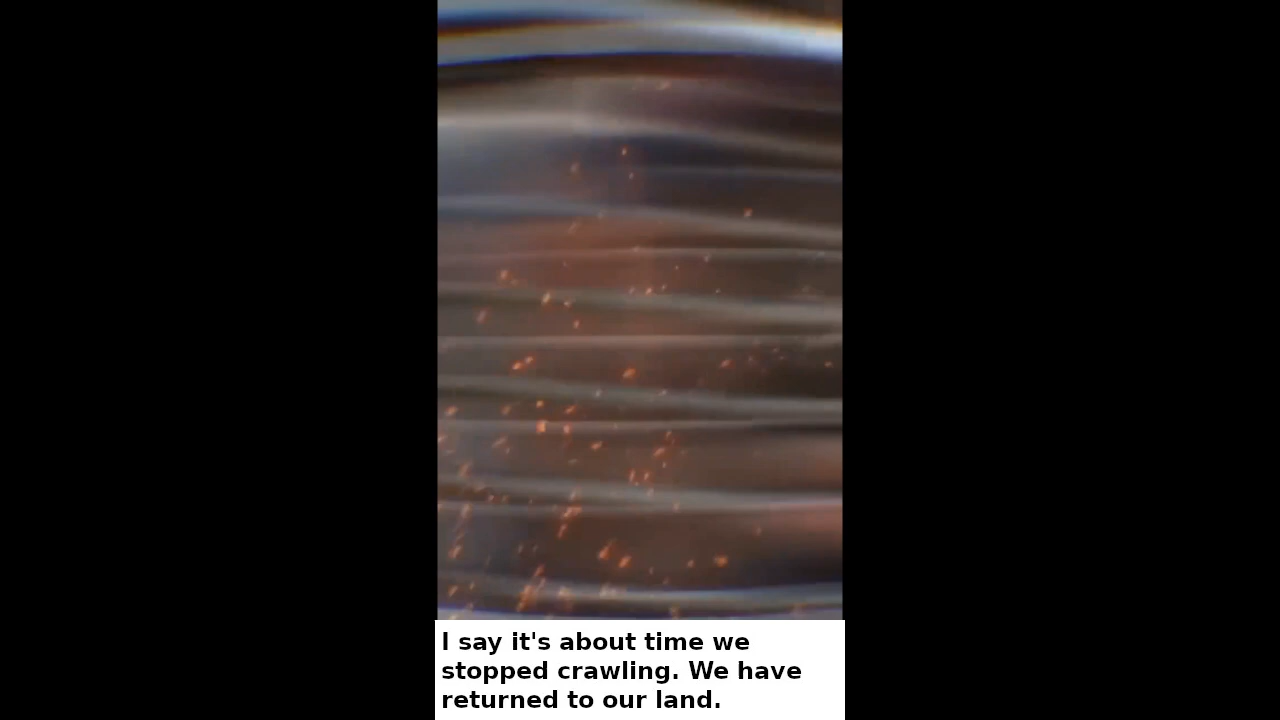 I say it's about time we
stopped crawling. We have
returned to our land.